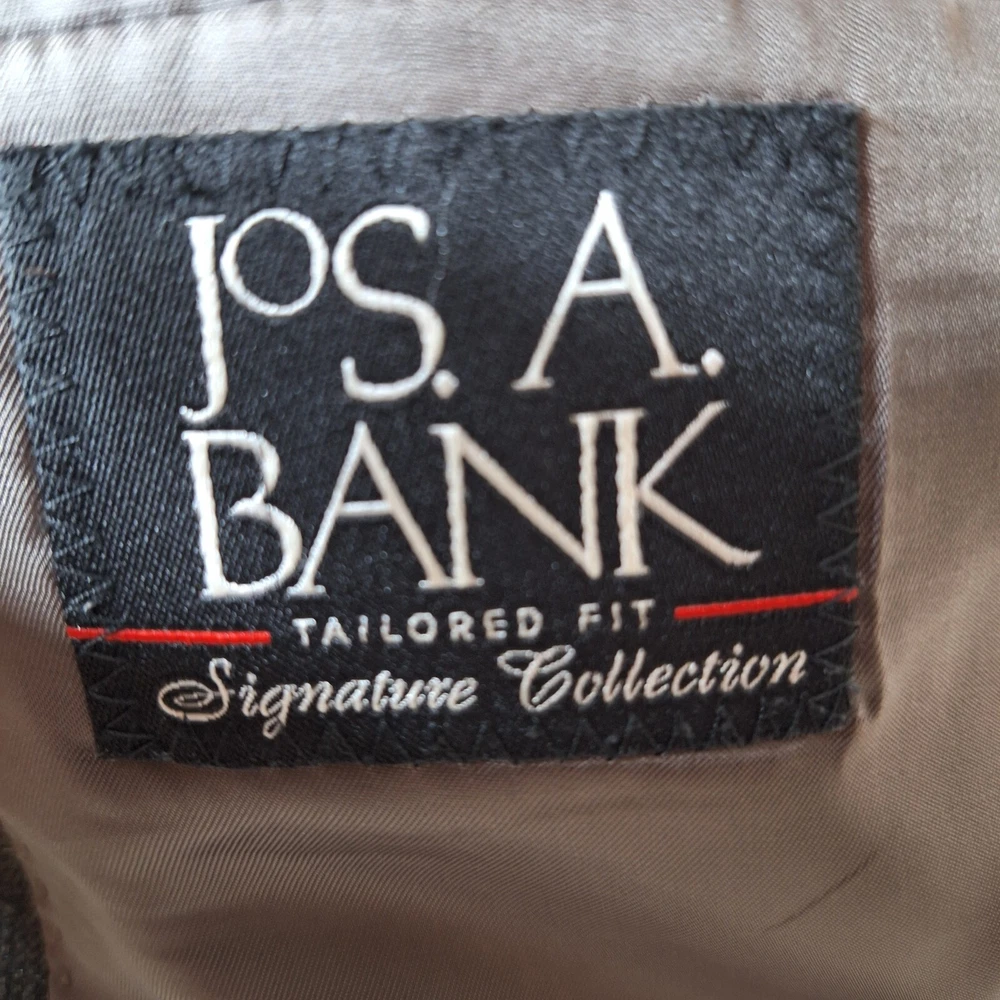 JOS. A.
BANK
TAILORED FIT
Signature Collection